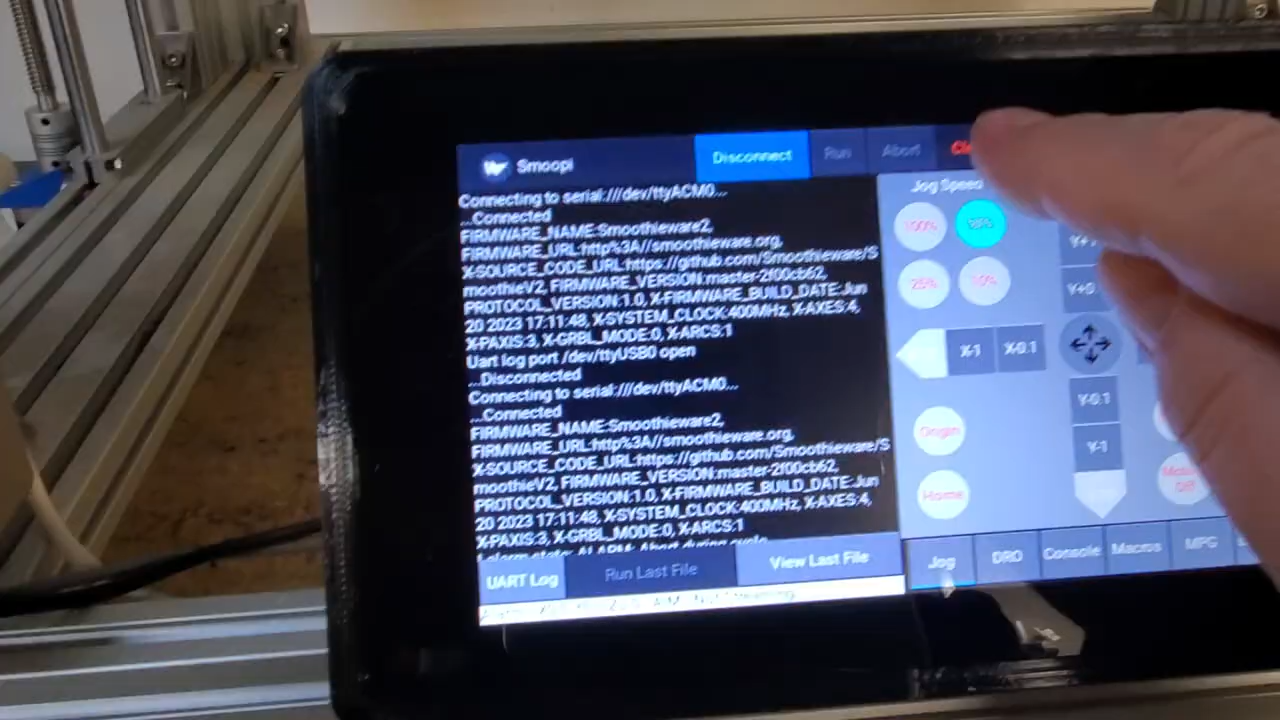 Smoopi
Disconnect
Run
Abort
Connecting to serial:///dev/ttyACM0...
...Connected
FIRMWARE_NAME:Smoothieware2,
FIRMWARE_URL:http%3A//smoothieware.org,
X-SOURCE_CODE_URL:https://github.com/Smoothieware/S
moothieV2, FIRMWARE_VERSION:master-2f00cb62,
PROTOCOL_VERSION:1.0, X-FIRMWARE_BUILD_DATE:Jun
20 2023 17:11:48, X-SYSTEM_CLOCK:400MHz, X-AXES:4,
X-PAXIS:3, X-GRBL_MODE:0, X-ARCS:1
Uart log port /dev/ttyUSB0 open
...Disconnected
Connecting to serial:///dev/ttyACM0...
...Connected
FIRMWARE_NAME:Smoothieware2,
FIRMWARE_URL:http%3A//smoothieware.org,
X-SOURCE_CODE_URL:https://github.com/Smoothieware/S
moothieV2, FIRMWARE_VERSION:master-2f00cb62,
PROTOCOL_VERSION:1.0, X-FIRMWARE_BUILD_DATE:Jun
20 2023 17:11:48, X-SYSTEM_CLOCK:400MHz, X-AXES:4,
X-PAXIS:3, X-GRBL_MODE:0, X-ARCS:1
ALARM: Abort during cycle
UART Log
Run Last File
View Last File
Jog Speed
100%
25%
10%
X-1
X-0.1
Y-0.1
Y-1
Origin
Home
Off
Jog
DRO
Console
Macros
MPG